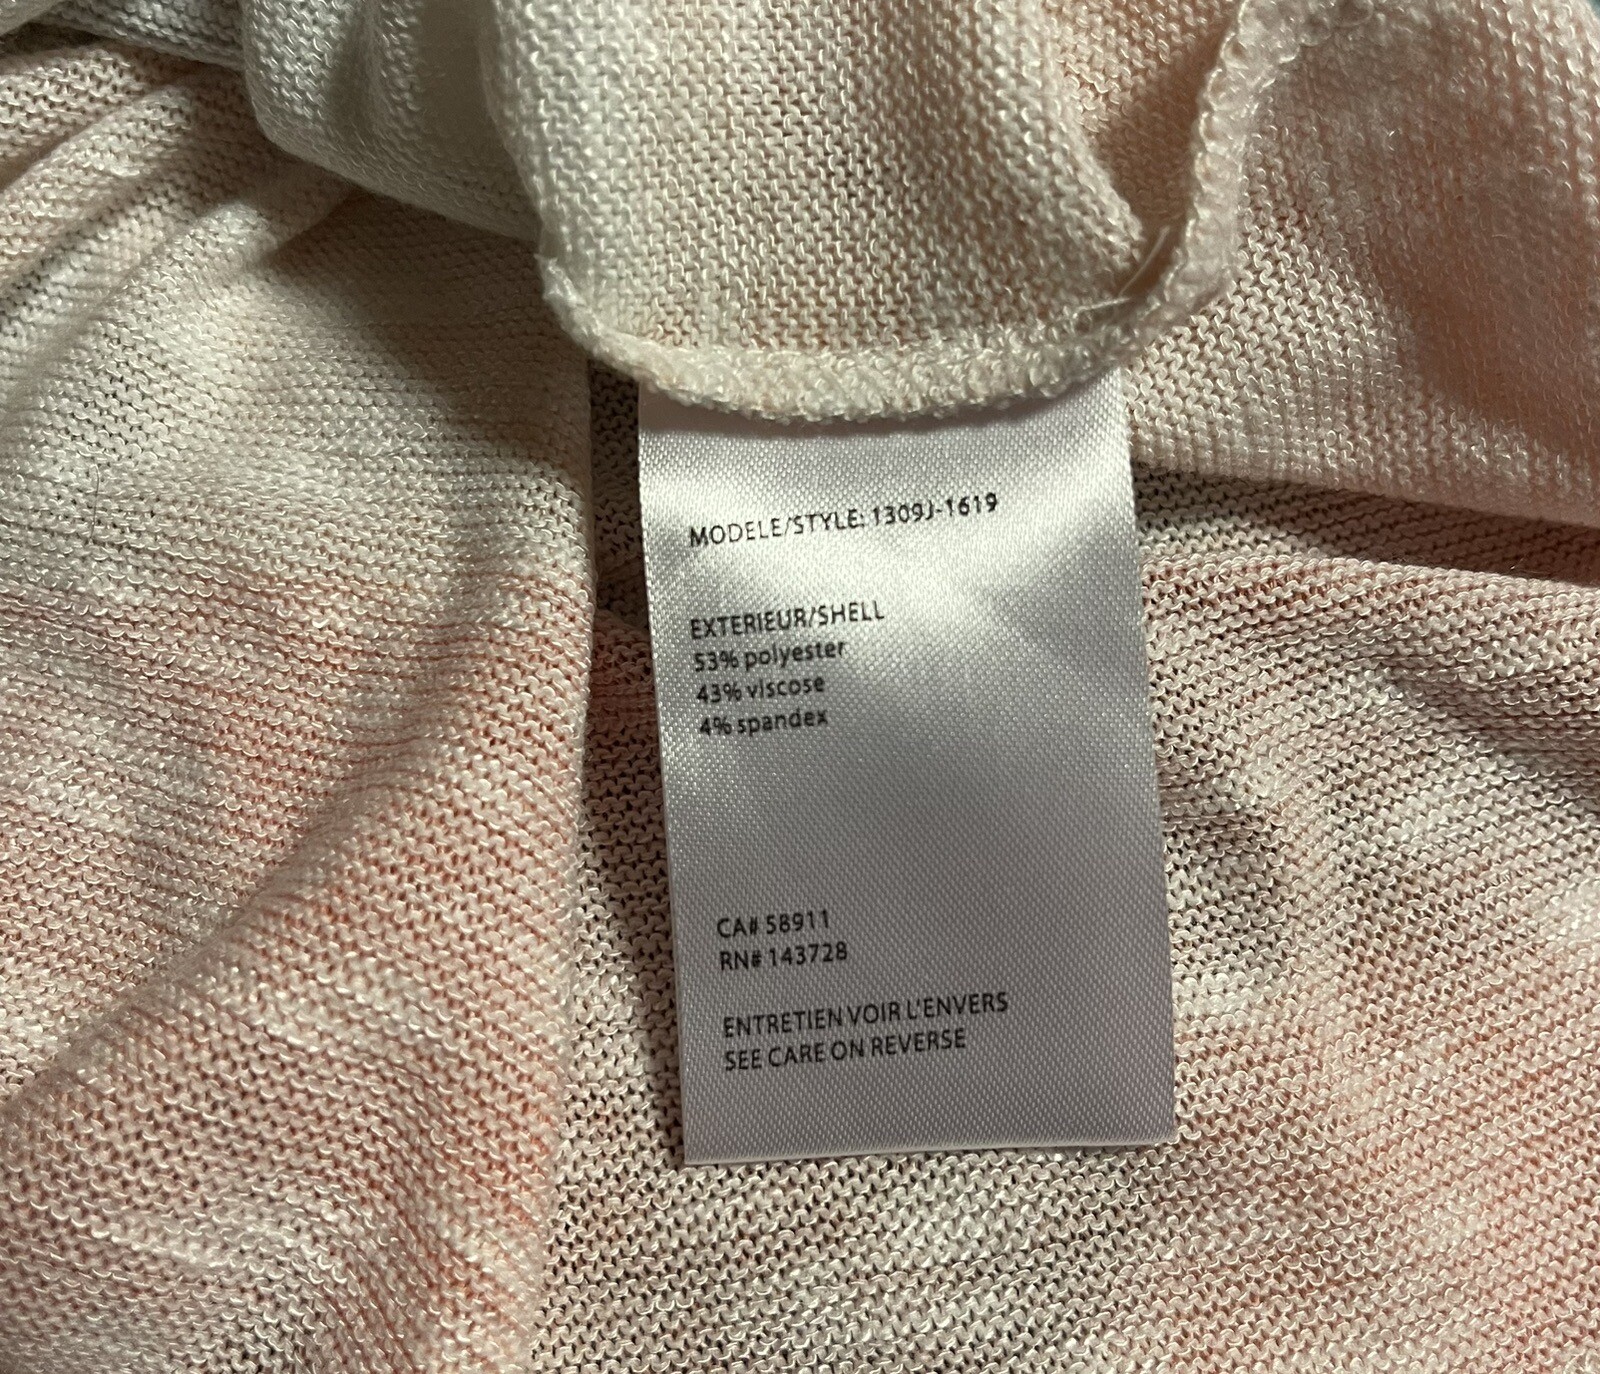 MODELE/STYLE: 1309J-1619
EXTERIEUR/SHELL
53% polyester
43% viscose
4% spandex
CA# 58911
RN# 143728
ENTRETIEN VOIR L'ENVERS
SEE CARE ON REVERSE